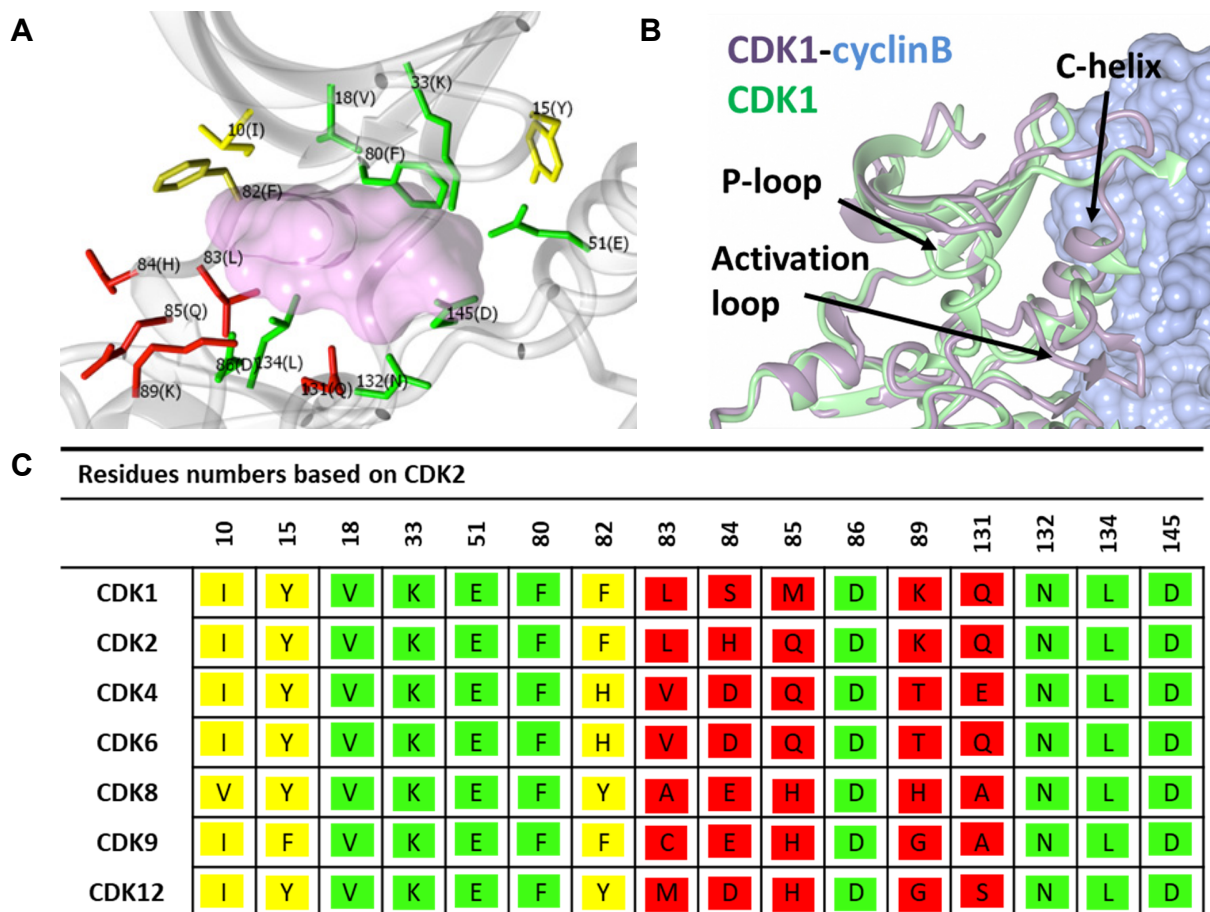 A
33(K)
18(V)
15(Y)
10(I)
80(F)
82(F)
51(E)
83(L)
84(H)
85(Q)
145(D)
86(D)
134(L)
131(Q)
132(N)
89(K)
B
CDK1-cyclinB
CDK1
C-helix
P-loop
Activation
loop
C
Residues numbers based on CDK2
10 15 18 33 51 80 82 83 84 85 86 89 131 132 134 145
CDK1 I Y V K E F F L S M D K Q N L D
CDK2 I Y V K E F F L H Q D K Q N L D
CDK4 I Y V K E F H V D Q D T E N L D
CDK6 I Y V K E F H V D Q D T Q N L D
CDK8 V Y V K E F Y A E H D H A N L D
CDK9 I F V K E F F C E H D G A N L D
CDK12 I Y V K E F Y M D H D G S N L D